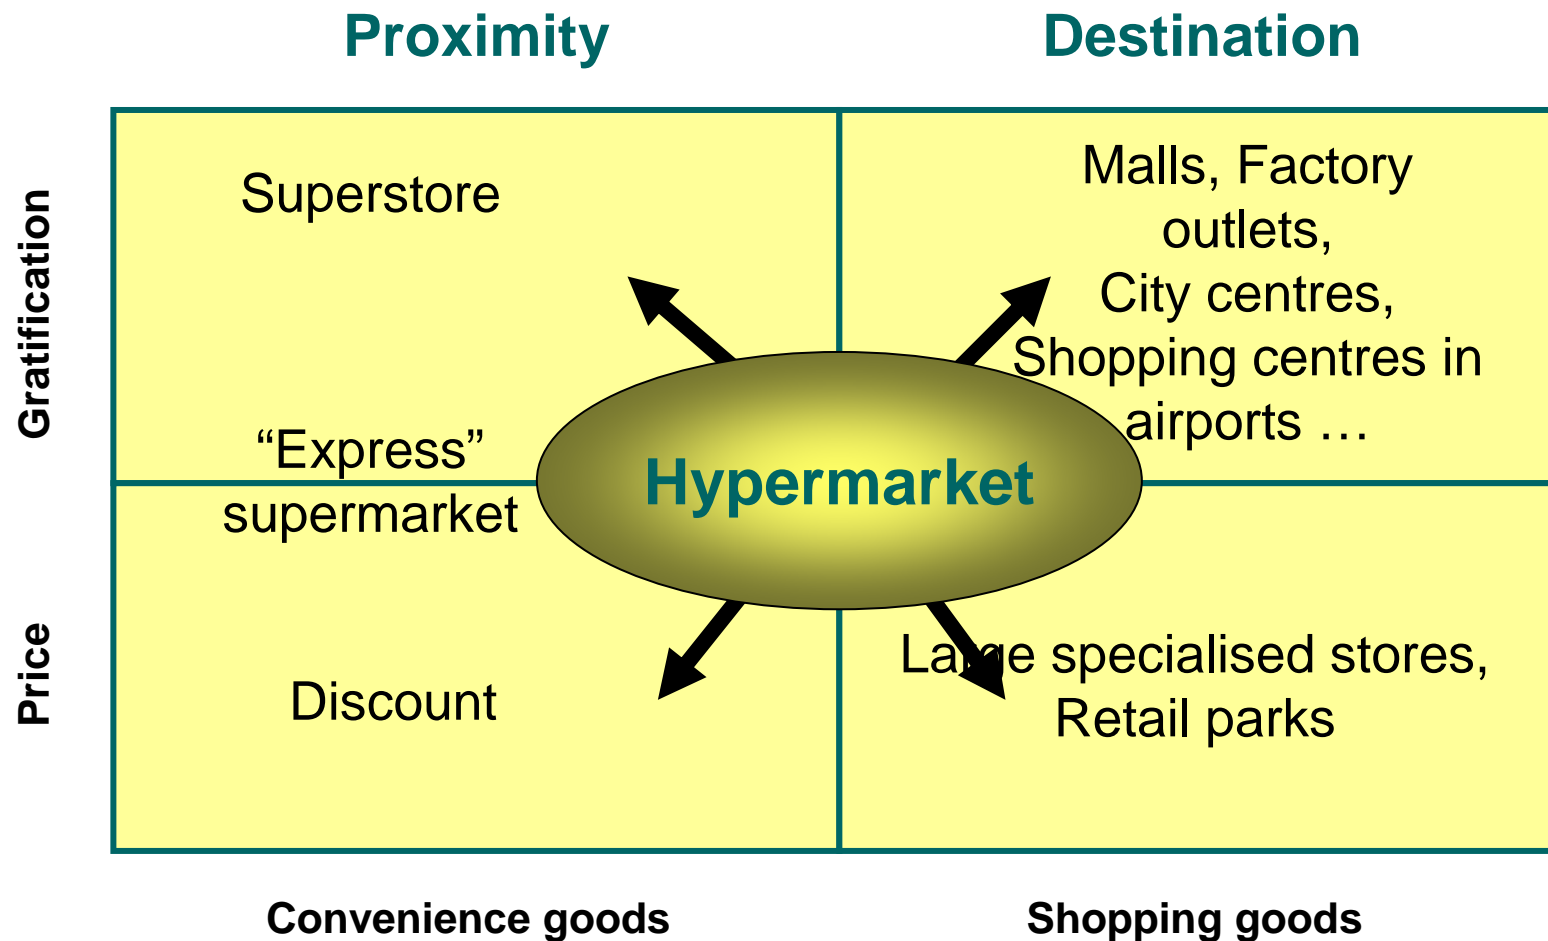 Proximity
Destination
Gratification
Superstore
Malls, Factory
outlets,
City centres,
Shopping centres in
airports …
“Express”
supermarket
Hypermarket
Price
Discount
Large specialised stores,
Retail parks
Convenience goods
Shopping goods